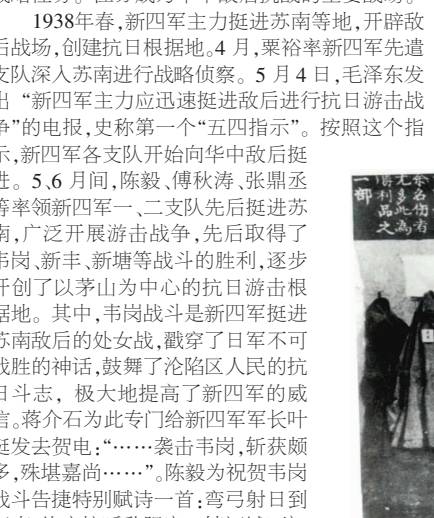 1938年春,新四军主力挺进苏南等地,开辟敌
后战场,创建抗日根据地。4月,粟裕率新四军先遣
支队深入苏南进行战略侦察。5月4日,毛泽东发
出“新四军主力应迅速挺进敌后进行抗日游击战
争”的电报,史称第一个“五四指示”。按照这个指
示,新四军各支队开始向华中敌后挺
进。5、6月间,陈毅、傅秋涛、张鼎丞
等率领新四军一、二支队先后挺进苏
南,广泛开展游击战争,先后取得了
韦岗、新丰、新塘等战斗的胜利,逐步
开创了以茅山为中心的抗日游击根
据地。其中,韦岗战斗是新四军挺进
苏南敌后的处女战,戳穿了日军不可
战胜的神话,鼓舞了沦陷区人民的抗
日斗志,极大地提高了新四军的威
信。蒋介石为此专门给新四军军长叶
挺发去贺电:“……袭击韦岗,斩获颇
多,殊堪嘉尚……”。陈毅为祝贺韦岗
战斗告捷特别赋诗一首:弯弓射日到
余名伤者
尤多此为
胜利品之
一部